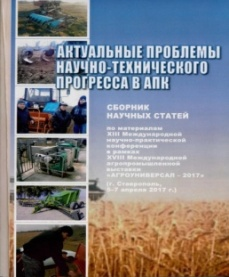 АКТУАЛЬНЫЕ ПРОБЛЕМЫ
НАУЧНО-ТЕХНИЧЕСКОГО
ПРОГРЕССА В АПК
СБОРНИК
НАУЧНЫХ СТАТЕЙ
по материалам
XIII Международной
научно-практической
конференции
в рамках
XVIII Международной
агропромышленной
выставки
«АГРОУНИВЕРСАЛ - 2017»
(г. Ставрополь,
5-7 апреля 2017 г.)